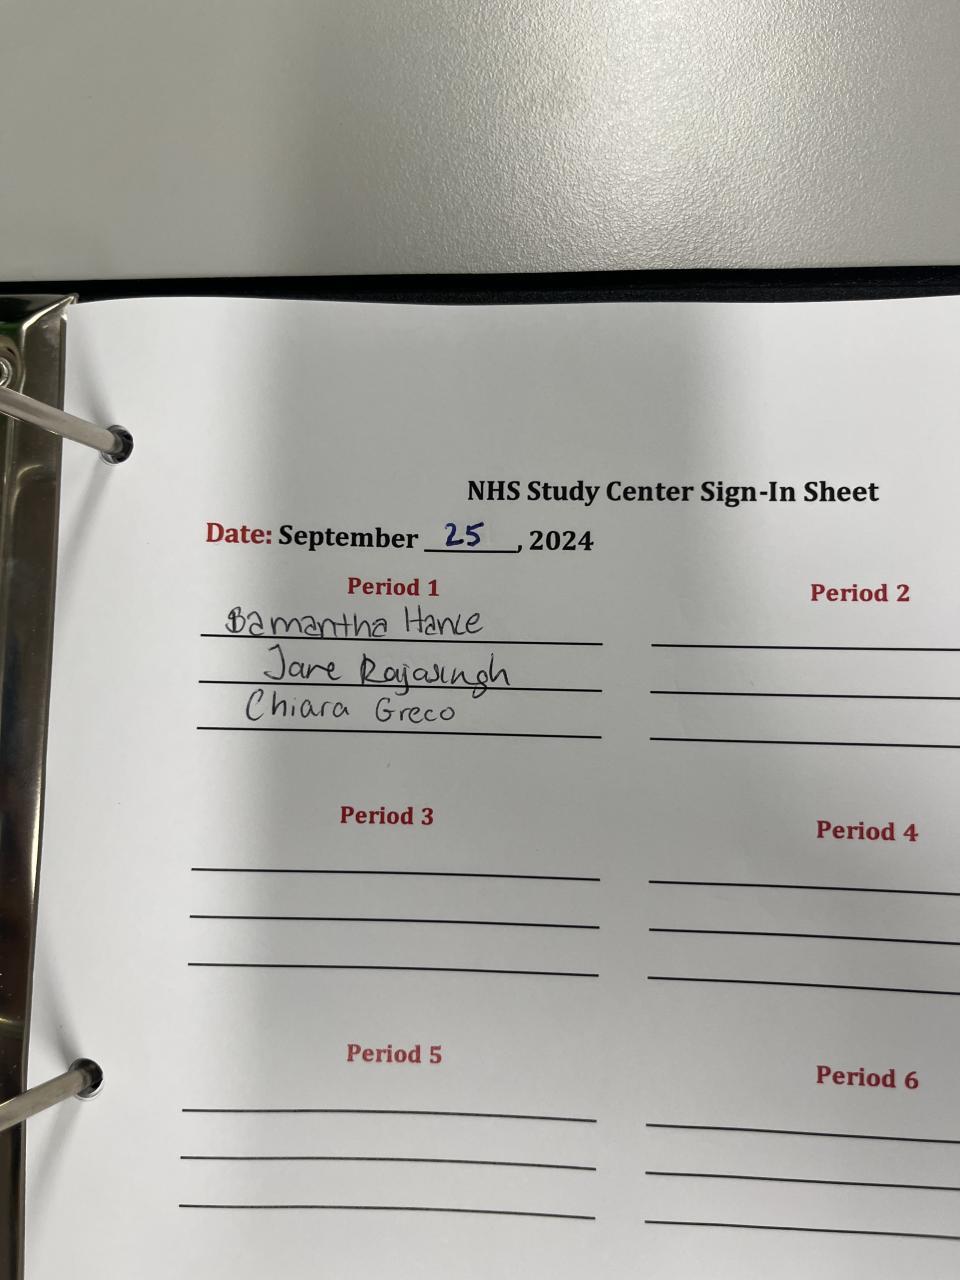 NHS Study Center Sign-In Sheet
Date: September 25, 2024
Period 1
Samantha Hance
Jane Rajasingh
Chiara Greco
Period 2
Period 3
Period 4
Period 5
Period 6